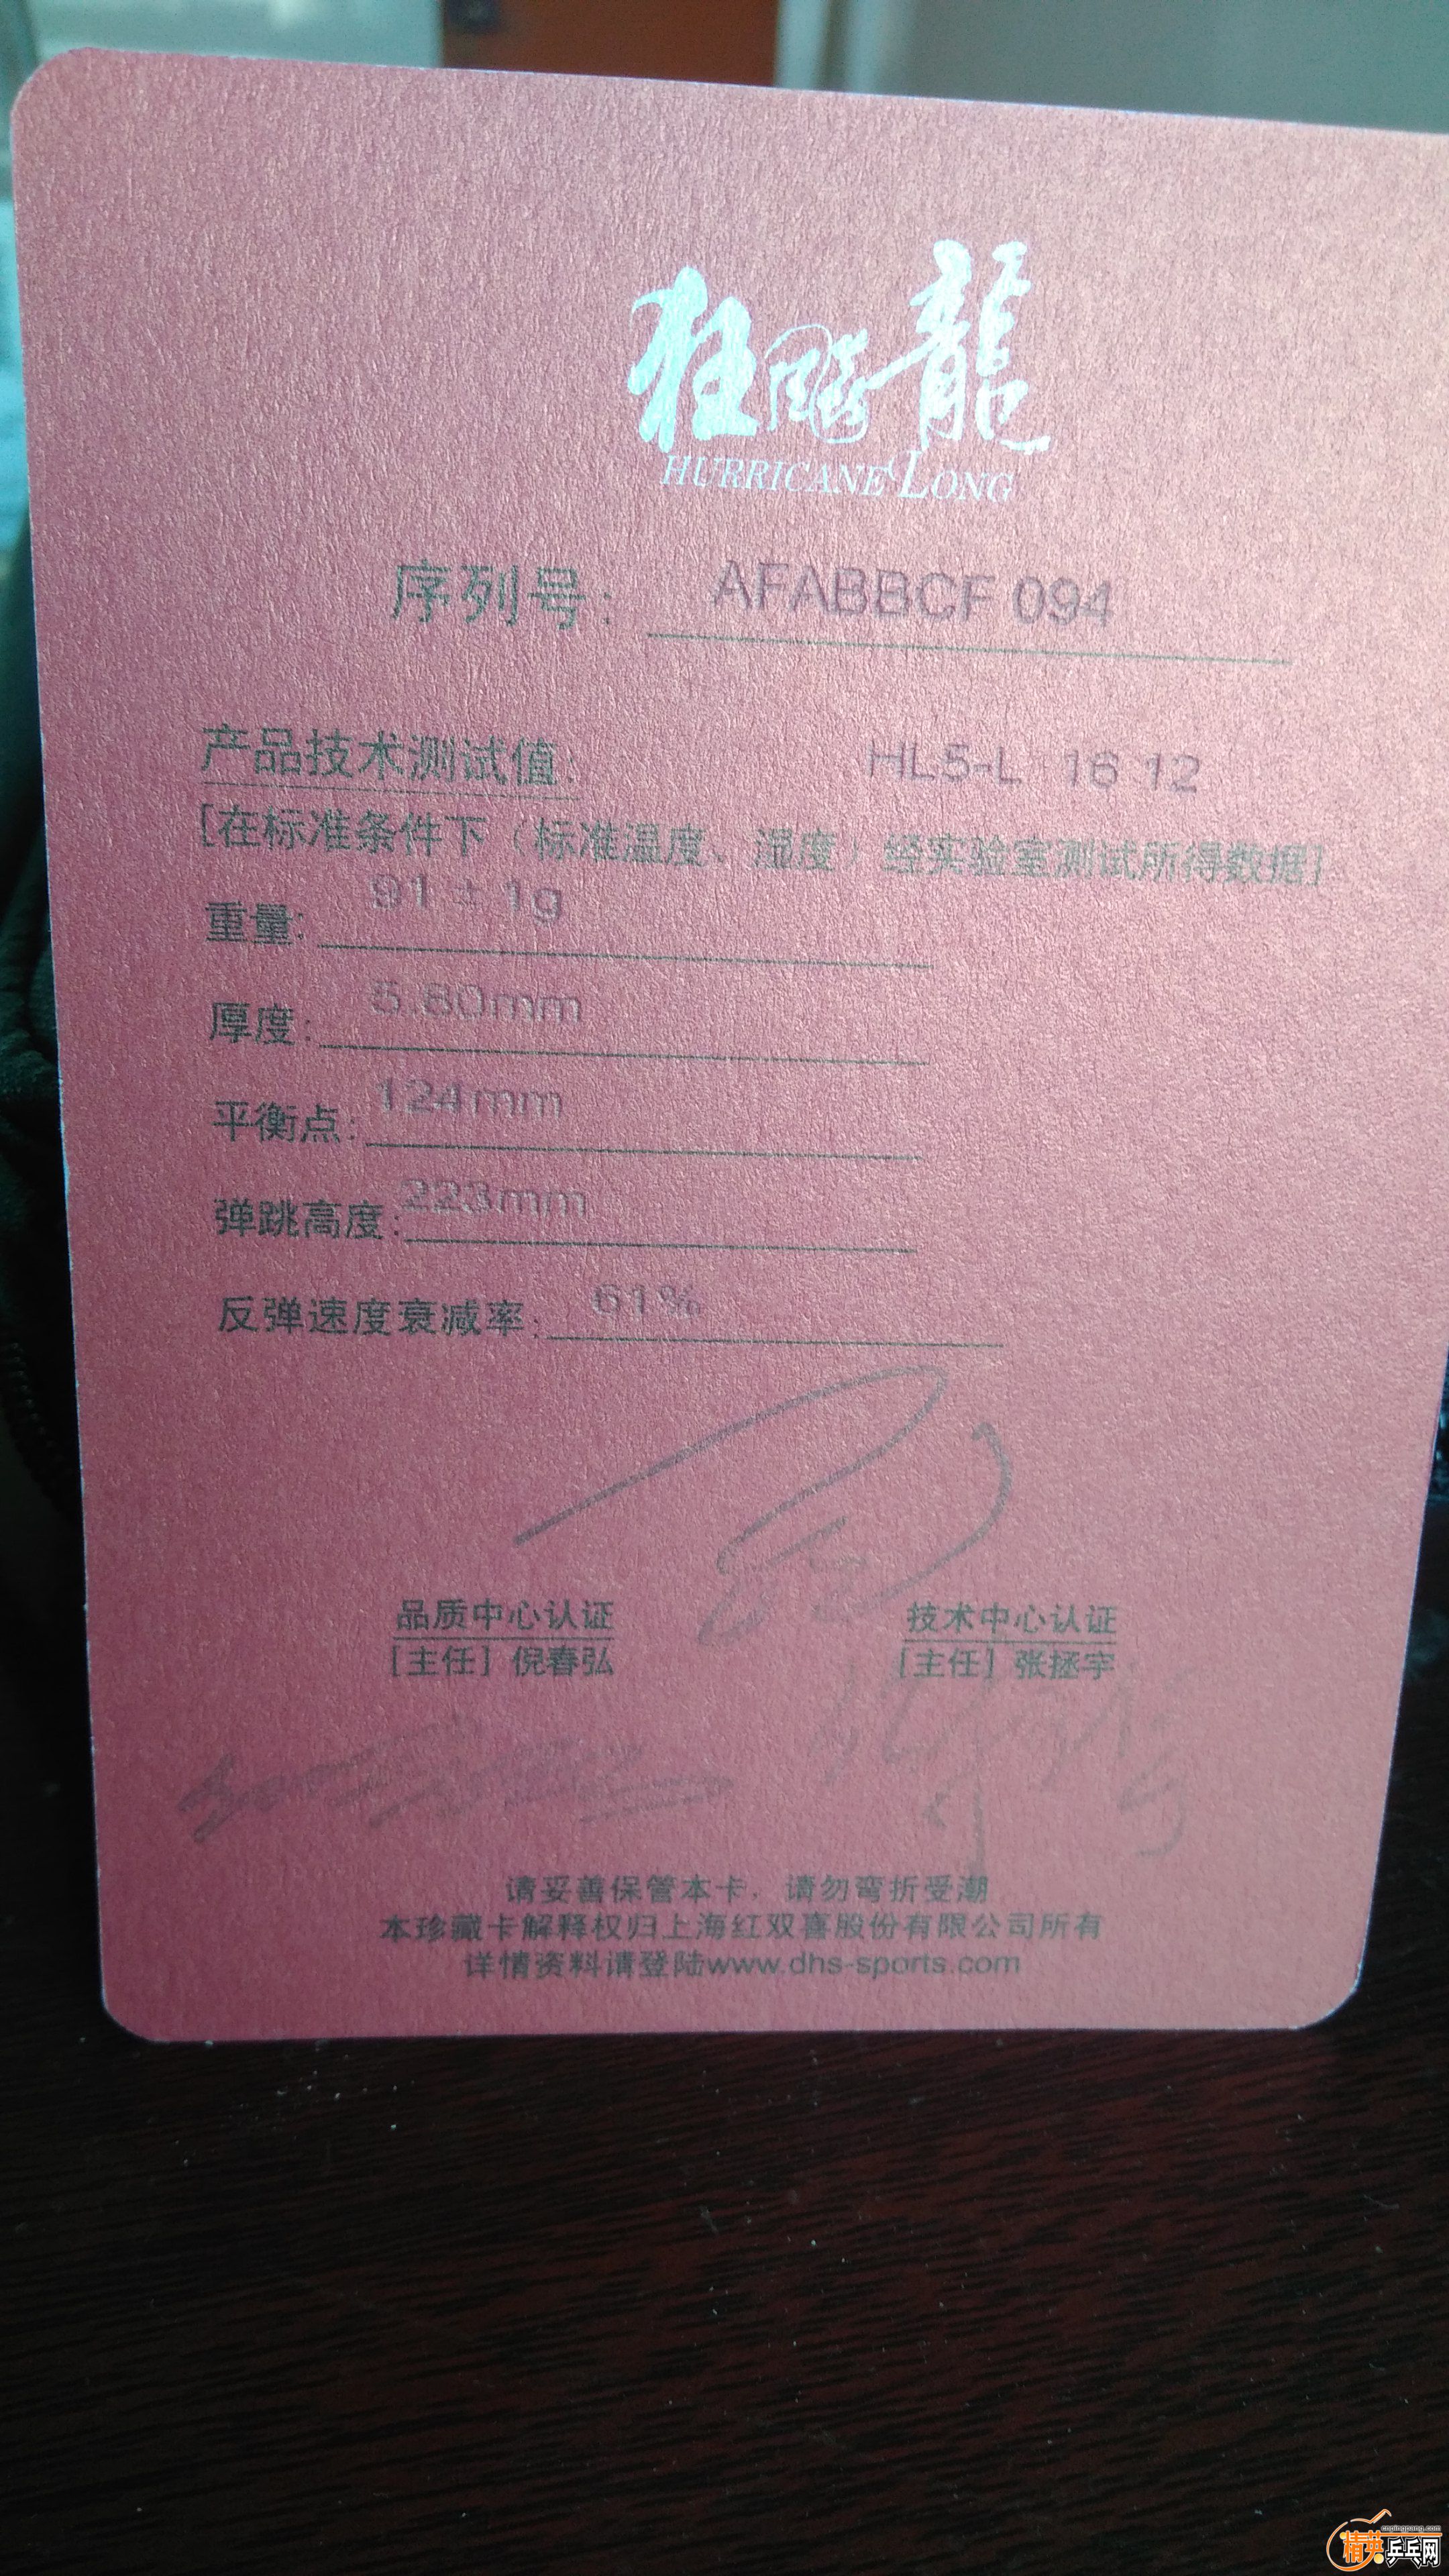 狂飚龍
HURRICANE LONG
序列号: AFABBCF 094
产品技术测试值: HL5-L 16 12
[在标准条件下（标准温度、湿度）经实验室测试所得数据]
重量: 91 ± 1g
厚度: 5.80mm
平衡点: 124mm
弹跳高度: 223mm
反弹速度衰减率: 61%
品质中心认证 技术中心认证
[主任] 倪春弘 [主任] 张拯宇
请妥善保管本卡，请勿弯折受潮
本珍藏卡解释权归上海红双喜股份有限公司所有
详情资料请登陆www.dhs-sports.com
cnpingpang.com
精英乒乓网